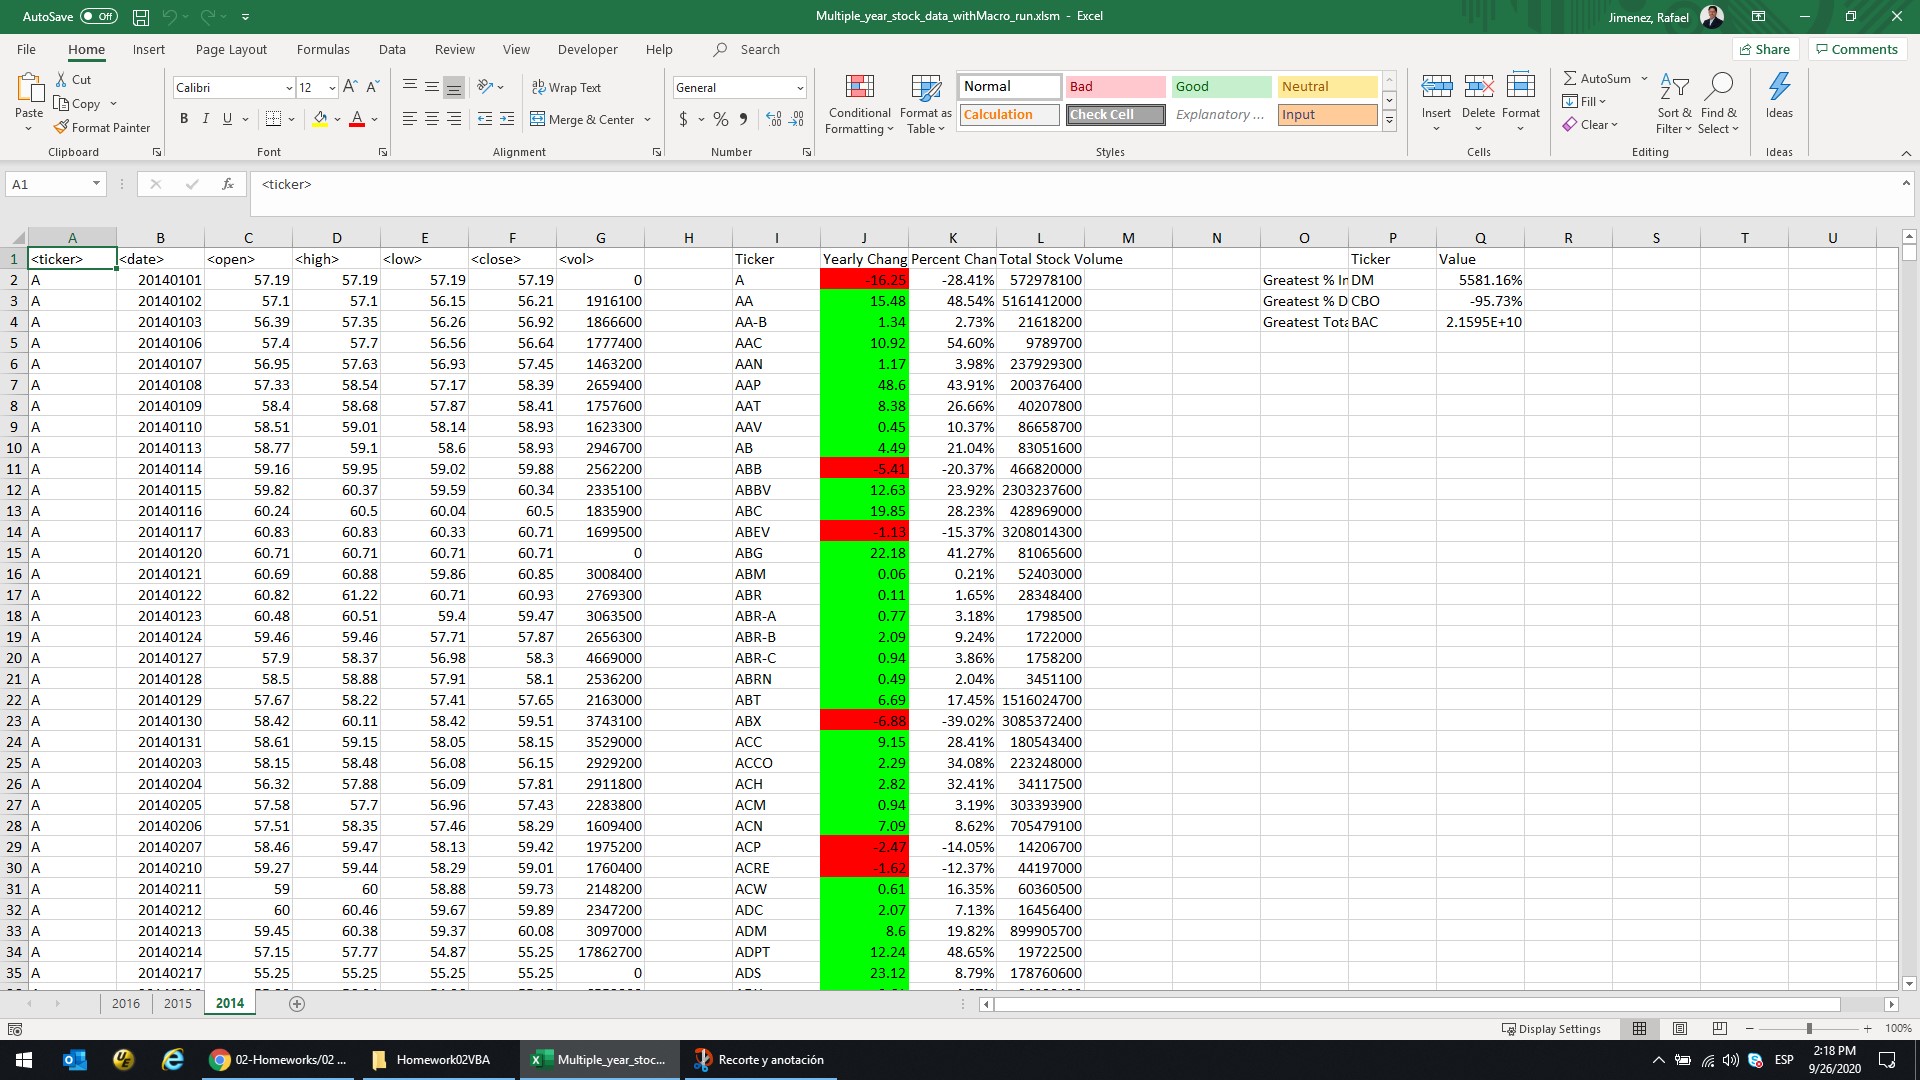 AutoSave Off
Multiple_year_stock_data_withMacro_run.xlsm - Excel
Jimenez, Rafael
File Home Insert Page Layout Formulas Data Review View Developer Help Search
Share Comments
Paste
Cut
Copy
Format Painter
Clipboard
Calibri 12
B I U
Font
Wrap Text
Merge & Center
Alignment
General
$ % ,
Number
Conditional Formatting
Format as Table
Normal Bad Good Neutral
Calculation Check Cell Explanatory ... Input
Styles
Insert Delete Format
Cells
AutoSum
Fill
Clear
Sort & Filter
Find & Select
Editing
Ideas
Ideas
A1 fx <ticker>
A B C D E F G H I J K L M N O P Q R S T U
1 <ticker> <date> <open> <high> <low> <close> <vol> Ticker Yearly Chang Percent Chan Total Stock Volume Ticker Value
2 A 20140101 57.19 57.19 57.19 57.19 0 A -16.25 -28.41% 572978100 Greatest % In DM 5581.16%
3 A 20140102 57.1 57.1 56.15 56.21 1916100 AA 15.48 48.54% 5161412000 Greatest % D CBO -95.73%
4 A 20140103 56.39 57.35 56.26 56.92 1866600 AA-B 1.34 2.73% 21618200 Greatest Tota BAC 2.1595E+10
5 A 20140106 57.4 57.7 56.56 56.64 1777400 AAC 10.92 54.60% 9789700
6 A 20140107 56.95 57.63 56.93 57.45 1463200 AAN 1.17 3.98% 237929300
7 A 20140108 57.33 58.54 57.17 58.39 2659400 AAP 48.6 43.91% 200376400
8 A 20140109 58.4 58.68 57.87 58.41 1757600 AAT 8.38 26.66% 40207800
9 A 20140110 58.51 59.01 58.14 58.93 1623300 AAV 0.45 10.37% 86658700
10 A 20140113 58.77 59.1 58.6 58.93 2946700 AB 4.49 21.04% 83051600
11 A 20140114 59.16 59.95 59.02 59.88 2562200 ABB -5.41 -20.37% 466820000
12 A 20140115 59.82 60.37 59.59 60.34 2335100 ABBV 12.63 23.92% 2303237600
13 A 20140116 60.24 60.5 60.04 60.5 1835900 ABC 19.85 28.23% 428969000
14 A 20140117 60.83 60.83 60.33 60.71 1699500 ABEV -1.13 -15.37% 3208014300
15 A 20140120 60.71 60.71 60.71 60.71 0 ABG 22.18 41.27% 81065600
16 A 20140121 60.69 60.88 59.86 60.85 3008400 ABM 0.06 0.21% 52403000
17 A 20140122 60.82 61.22 60.71 60.93 2769300 ABR 0.11 1.65% 28348400
18 A 20140123 60.48 60.51 59.4 59.47 3063500 ABR-A 0.77 3.18% 1798500
19 A 20140124 59.46 59.46 57.71 57.87 2656300 ABR-B 2.09 9.24% 1722000
20 A 20140127 57.9 58.37 56.98 58.3 4669000 ABR-C 0.94 3.86% 1758200
21 A 20140128 58.5 58.88 57.91 58.1 2536200 ABRN 0.49 2.04% 3451100
22 A 20140129 57.67 58.22 57.41 57.65 2163000 ABT 6.69 17.45% 1516024700
23 A 20140130 58.42 60.11 58.42 59.51 3743100 ABX -6.88 -39.02% 3085372400
24 A 20140131 58.61 59.15 58.05 58.15 3529000 ACC 9.15 28.41% 180543400
25 A 20140203 58.15 58.48 56.08 56.15 2929200 ACCO 2.29 34.08% 223248000
26 A 20140204 56.32 57.88 56.09 57.81 2911800 ACH 2.82 32.41% 34117500
27 A 20140205 57.58 57.7 56.96 57.43 2283800 ACM 0.94 3.19% 303393900
28 A 20140206 57.51 58.35 57.46 58.29 1609400 ACN 7.09 8.62% 705479100
29 A 20140207 58.46 59.47 58.13 59.42 1975200 ACP -2.47 -14.05% 14206700
30 A 20140210 59.27 59.44 58.29 59.01 1760400 ACRE -1.62 -12.37% 44197000
31 A 20140211 59 60 58.88 59.73 2148200 ACW 0.61 16.35% 60360500
32 A 20140212 60 60.46 59.67 59.89 2347200 ADC 2.07 7.13% 16456400
33 A 20140213 59.45 60.38 59.37 60.08 3097000 ADM 8.6 19.82% 899905700
34 A 20140214 57.15 57.77 54.87 55.25 17862700 ADPT 12.24 48.65% 19722500
35 A 20140217 55.25 55.25 55.25 55.25 0 ADS 23.12 8.79% 178760600
2016 2015 2014
Display Settings 100%
02-Homeworks/02 ... Homework02VBA Multiple_year_stoc... Recorte y anotación
ESP
2:18 PM
9/26/2020